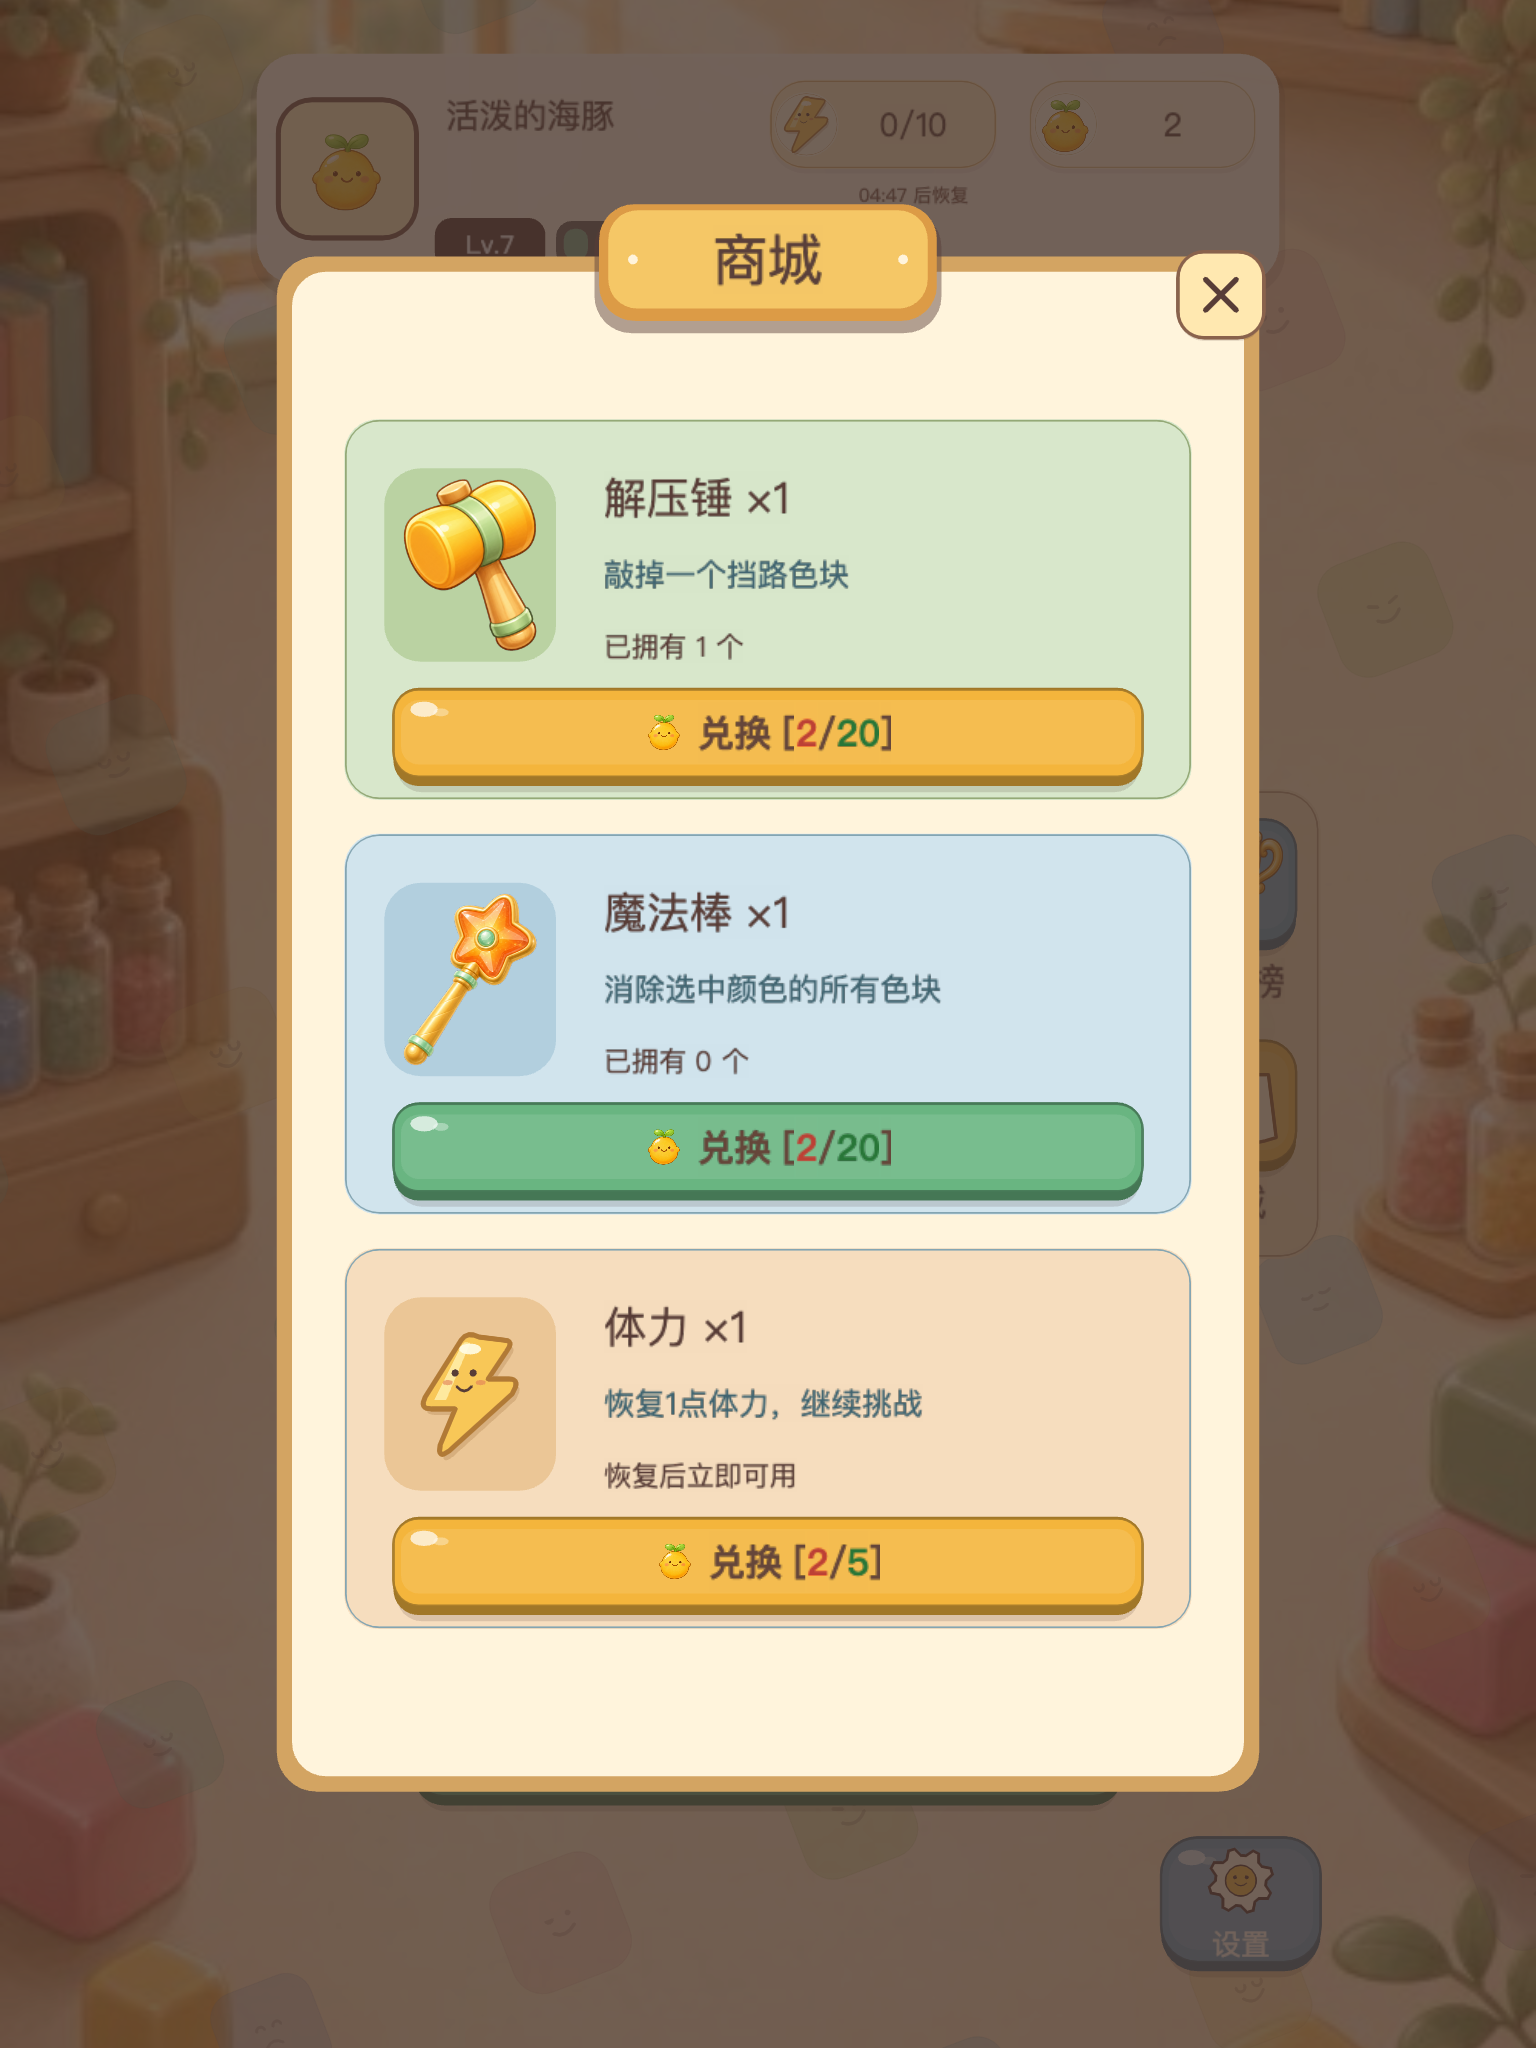 活泼的海豚
0/10
2
04:47 后恢复
Lv.7
商城
解压锤 ×1
敲掉一个挡路色块
已拥有 1 个
兑换 [2/20]
魔法棒 ×1
消除选中颜色的所有色块
已拥有 0 个
兑换 [2/20]
榜
体力 ×1
恢复1点体力，继续挑战
恢复后立即可用
兑换 [2/5]
设置